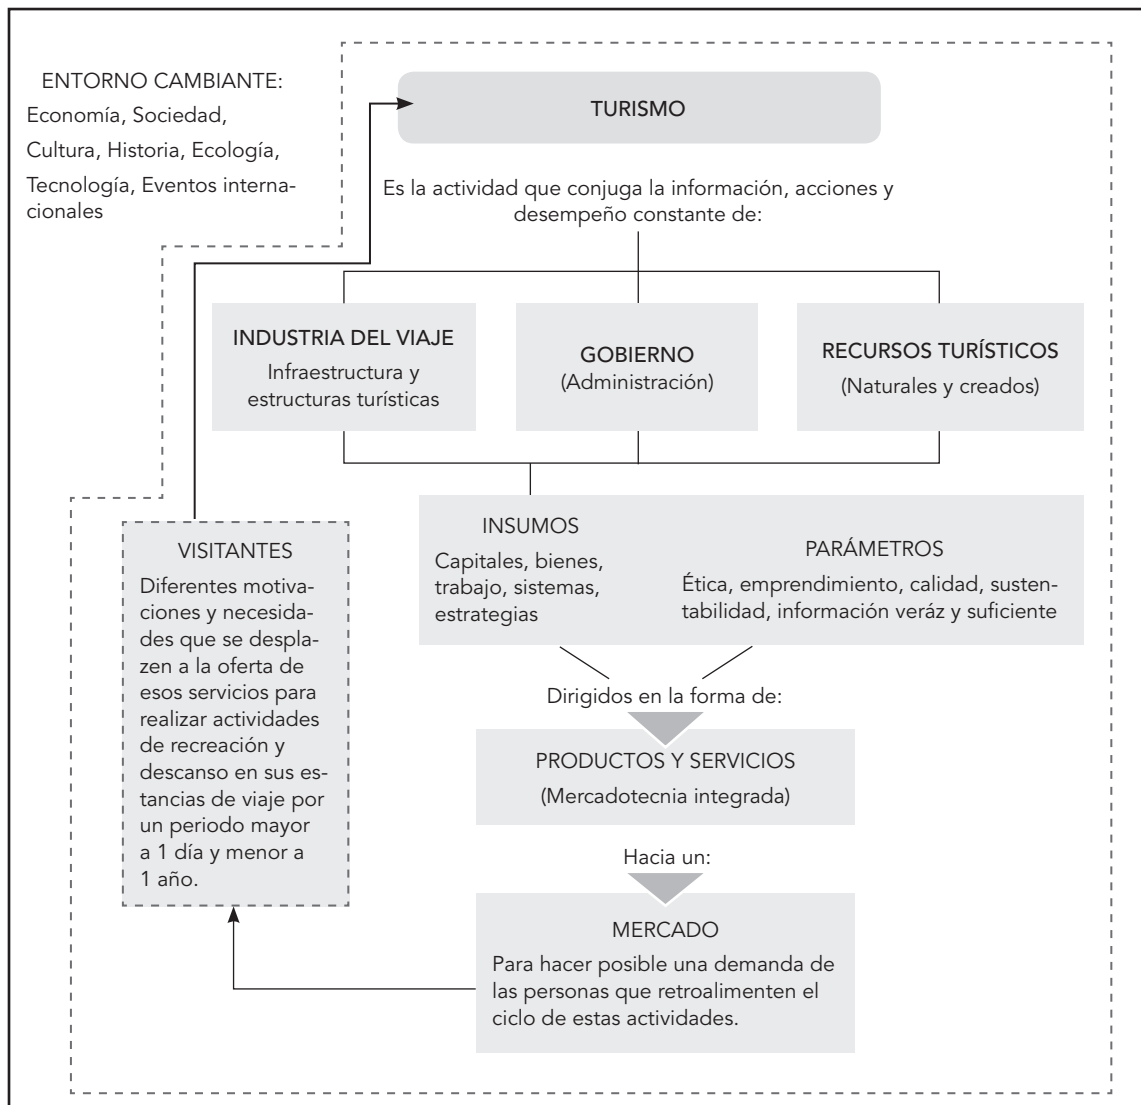 ENTORNO CAMBIANTE:
Economía, Sociedad,
Cultura, Historia, Ecología,
Tecnología, Eventos interna-
cionales
TURISMO
Es la actividad que conjuga la información, acciones y
desempeño constante de:
INDUSTRIA DEL VIAJE
Infraestructura y
estructuras turísticas
GOBIERNO
(Administración)
RECURSOS TURÍSTICOS
(Naturales y creados)
INSUMOS
Capitales, bienes,
trabajo, sistemas,
estrategias
PARÁMETROS
Ética, emprendimiento, calidad, susten-
tabilidad, información veráz y suficiente
Dirigidos en la forma de:
PRODUCTOS Y SERVICIOS
(Mercadotecnia integrada)
Hacia un:
MERCADO
Para hacer posible una demanda de
las personas que retroalimenten el
ciclo de estas actividades.
VISITANTES
Diferentes motiva-
ciones y necesida-
des que se despla-
zen a la oferta de
esos servicios para
realizar actividades
de recreación y
descanso en sus es-
tancias de viaje por
un periodo mayor
a 1 día y menor a
1 año.